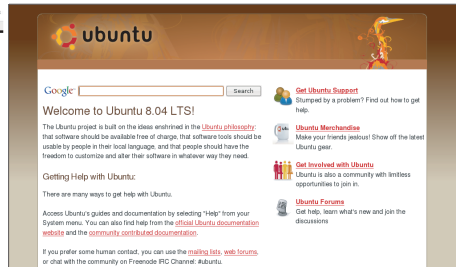 ubuntu
Google
Search
Welcome to Ubuntu 8.04 LTS!
The Ubuntu project is built on the ideas enshrined in the Ubuntu philosophy:
that software should be available free of charge, that software tools should be
usable by people in their local language, and that people should have the
freedom to customize and alter their software in whatever way they need.
Getting Help with Ubuntu:
There are many ways to get help with Ubuntu.
Access Ubuntu's guides and documentation by selecting "Help" from your
System menu. You can also find help from the official Ubuntu documentation
website and the community contributed documentation.
If you prefer some human contact, you can use the mailing lists, web forums,
or chat with the community on Freenode IRC Channel: #ubuntu.
Get Ubuntu Support
Stumped by a problem? Find out how to get
help.
Ubuntu Merchandise
Make your friends jealous! Show off the latest
Ubuntu gear.
Get Involved with Ubuntu
Ubuntu is also a community with limitless
opportunities to join in.
Ubuntu Forums
Get help, learn what's new and join the
discussions